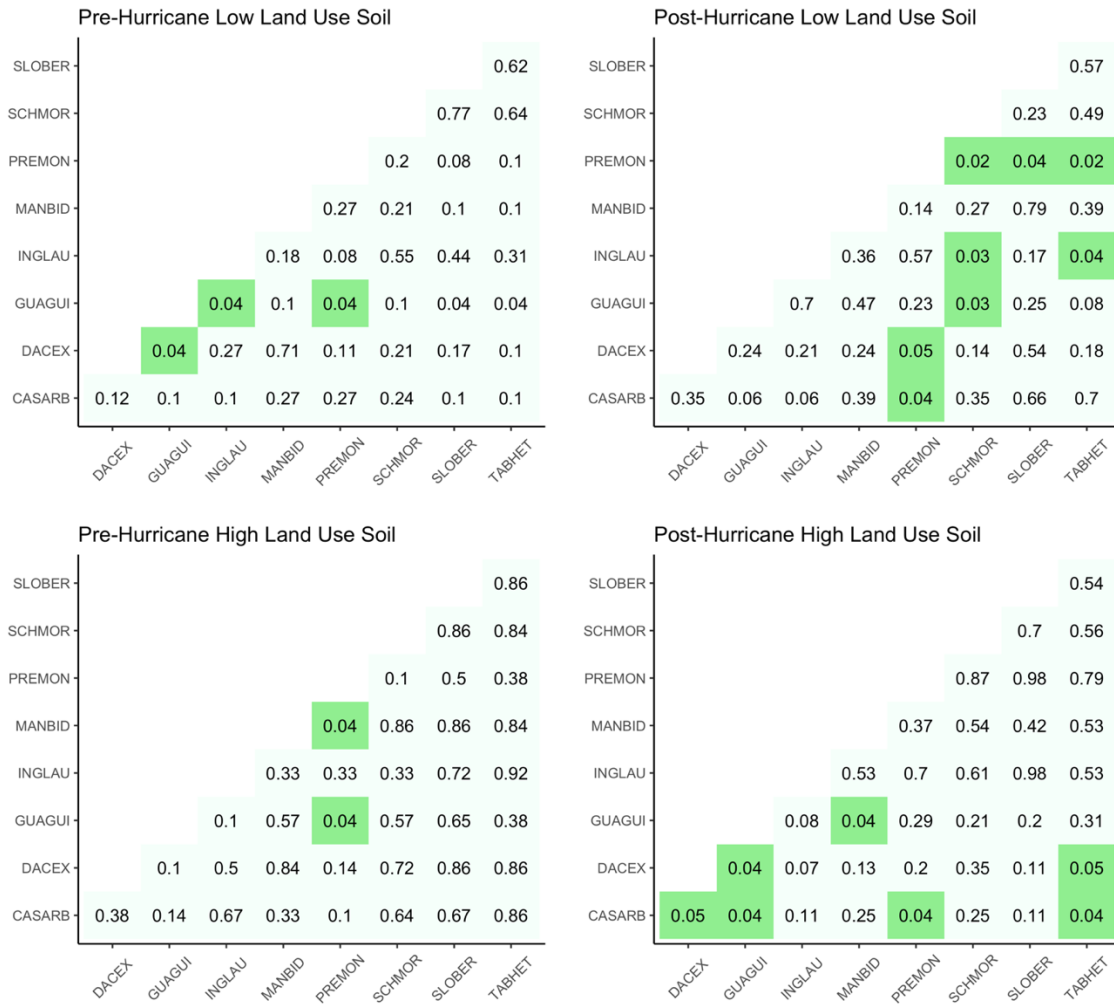 Pre-Hurricane Low Land Use Soil
SLOBER 0.62
SCHMOR 0.77 0.64
PREMON 0.2 0.08 0.1
MANBID 0.27 0.21 0.1 0.1
INGLAU 0.18 0.08 0.55 0.44 0.31
GUAGUI 0.04 0.1 0.04 0.1 0.04 0.04
DACEX 0.04 0.27 0.71 0.11 0.21 0.17 0.1
CASARB 0.12 0.1 0.1 0.27 0.27 0.24 0.1 0.1
DACEX GUAGUI INGLAU MANBID PREMON SCHMOR SLOBER TABHET
Post-Hurricane Low Land Use Soil
SLOBER 0.57
SCHMOR 0.23 0.49
PREMON 0.02 0.04 0.02
MANBID 0.14 0.27 0.79 0.39
INGLAU 0.36 0.57 0.03 0.17 0.04
GUAGUI 0.7 0.47 0.23 0.03 0.25 0.08
DACEX 0.24 0.21 0.24 0.05 0.14 0.54 0.18
CASARB 0.35 0.06 0.06 0.39 0.04 0.35 0.66 0.7
DACEX GUAGUI INGLAU MANBID PREMON SCHMOR SLOBER TABHET
Pre-Hurricane High Land Use Soil
SLOBER 0.86
SCHMOR 0.86 0.84
PREMON 0.1 0.5 0.38
MANBID 0.04 0.86 0.86 0.84
INGLAU 0.33 0.33 0.33 0.72 0.92
GUAGUI 0.1 0.57 0.04 0.57 0.65 0.38
DACEX 0.1 0.5 0.84 0.14 0.72 0.86 0.86
CASARB 0.38 0.14 0.67 0.33 0.1 0.64 0.67 0.86
DACEX GUAGUI INGLAU MANBID PREMON SCHMOR SLOBER TABHET
Post-Hurricane High Land Use Soil
SLOBER 0.54
SCHMOR 0.7 0.56
PREMON 0.87 0.98 0.79
MANBID 0.37 0.54 0.42 0.53
INGLAU 0.53 0.7 0.61 0.98 0.53
GUAGUI 0.08 0.04 0.29 0.21 0.2 0.31
DACEX 0.04 0.07 0.13 0.2 0.35 0.11 0.05
CASARB 0.05 0.04 0.11 0.25 0.04 0.25 0.11 0.04
DACEX GUAGUI INGLAU MANBID PREMON SCHMOR SLOBER TABHET